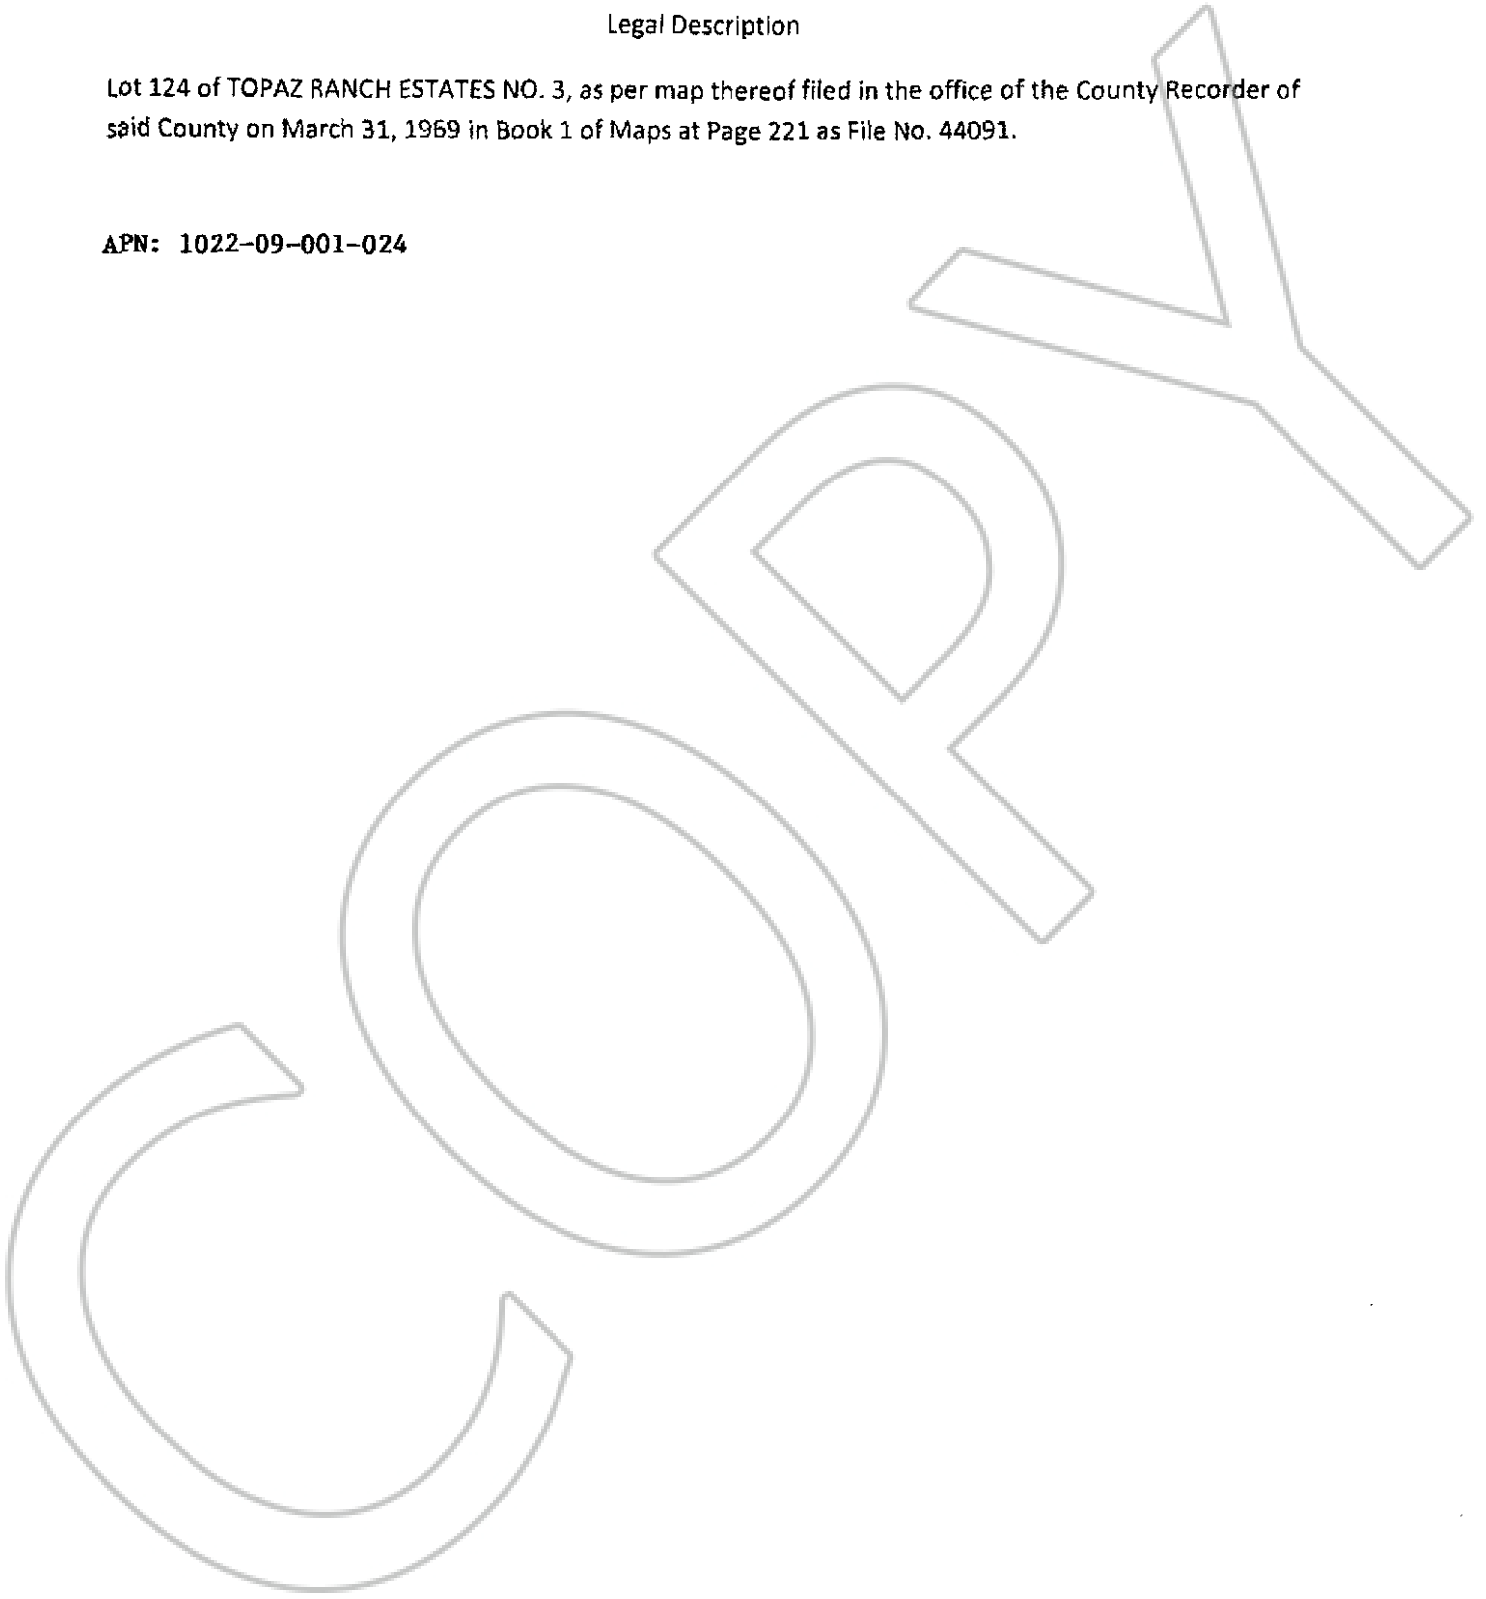 Legal Description
Lot 124 of TOPAZ RANCH ESTATES NO. 3, as per map thereof filed in the office of the County Recorder of
said County on March 31, 1969 in Book 1 of Maps at Page 221 as File No. 44091.
APN: 1022-09-001-024
COPY